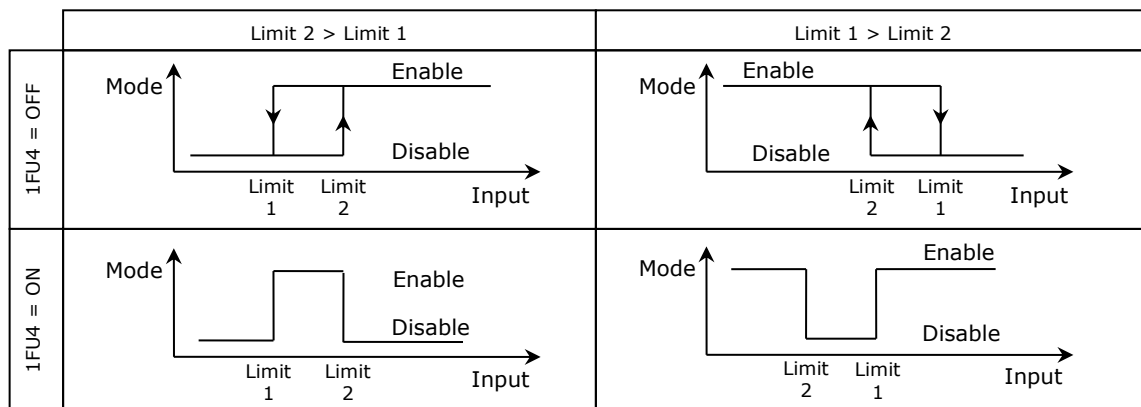 Limit 2 > Limit 1
Limit 1 > Limit 2
1FU4 = OFF
Mode
Enable
Disable
Limit
1
Limit
2
Input
Mode
Enable
Disable
Limit
2
Limit
1
Input
1FU4 = ON
Mode
Enable
Disable
Limit
1
Limit
2
Input
Mode
Enable
Disable
Limit
2
Limit
1
Input